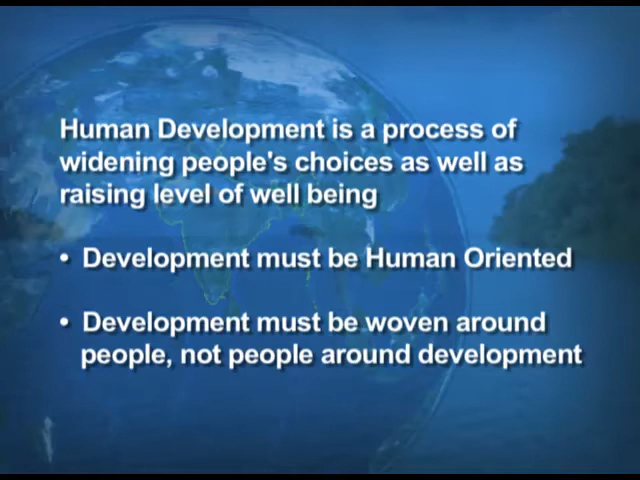 Human Development is a process of
widening people's choices as well as
raising level of well being
• Development must be Human Oriented
• Development must be woven around
people, not people around development